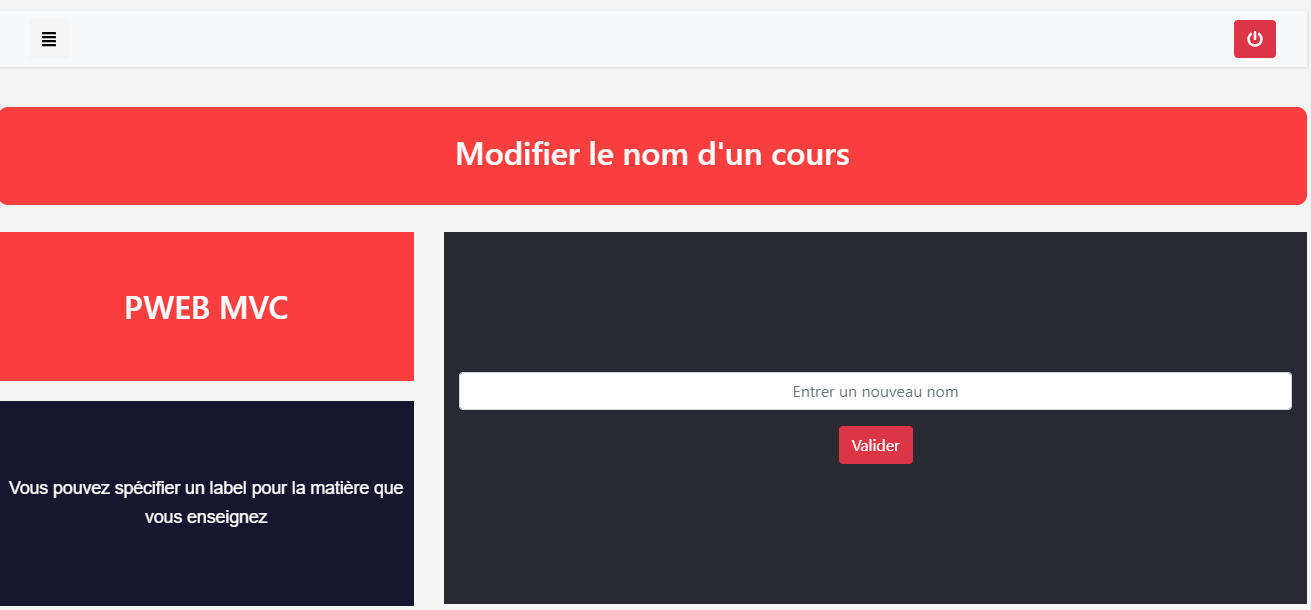 Modifier le nom d'un cours
PWEB MVC
Vous pouvez spécifier un label pour la matière que
vous enseignez
Entrer un nouveau nom
Valider